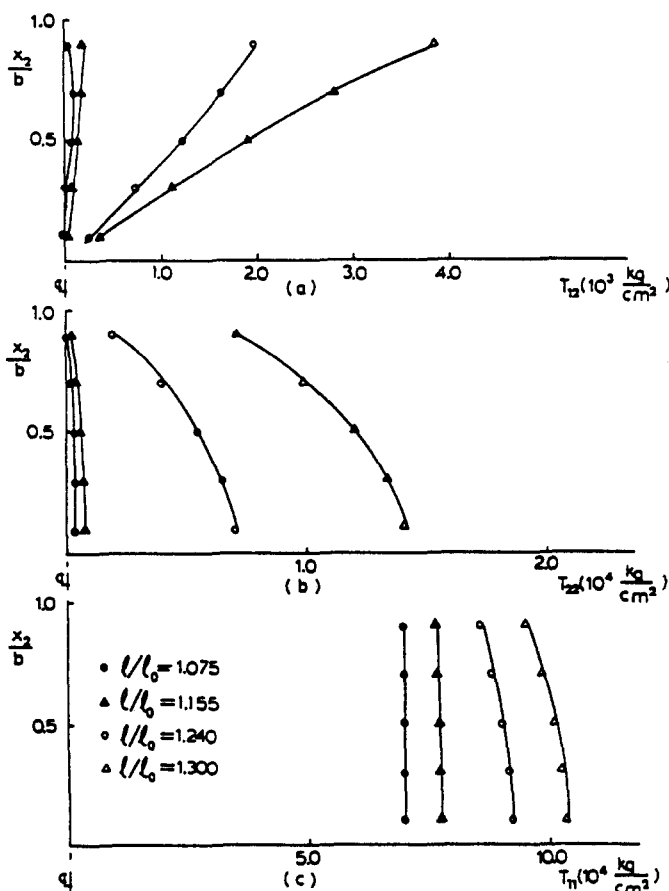 1.0
x₂/b
0.5
1.0
2.0
3.0
4.0
(a)
T₁₂(10³ kg/cm²)
1.0
x₂/b
0.5
1.0
2.0
(b)
T₂₂(10⁴ kg/cm²)
1.0
x₂/b
0.5
ℓ/ℓ₀=1.075
ℓ/ℓ₀=1.155
ℓ/ℓ₀=1.240
ℓ/ℓ₀=1.300
5.0
10.0
(c)
T₁₁(10⁴ kg/cm²)